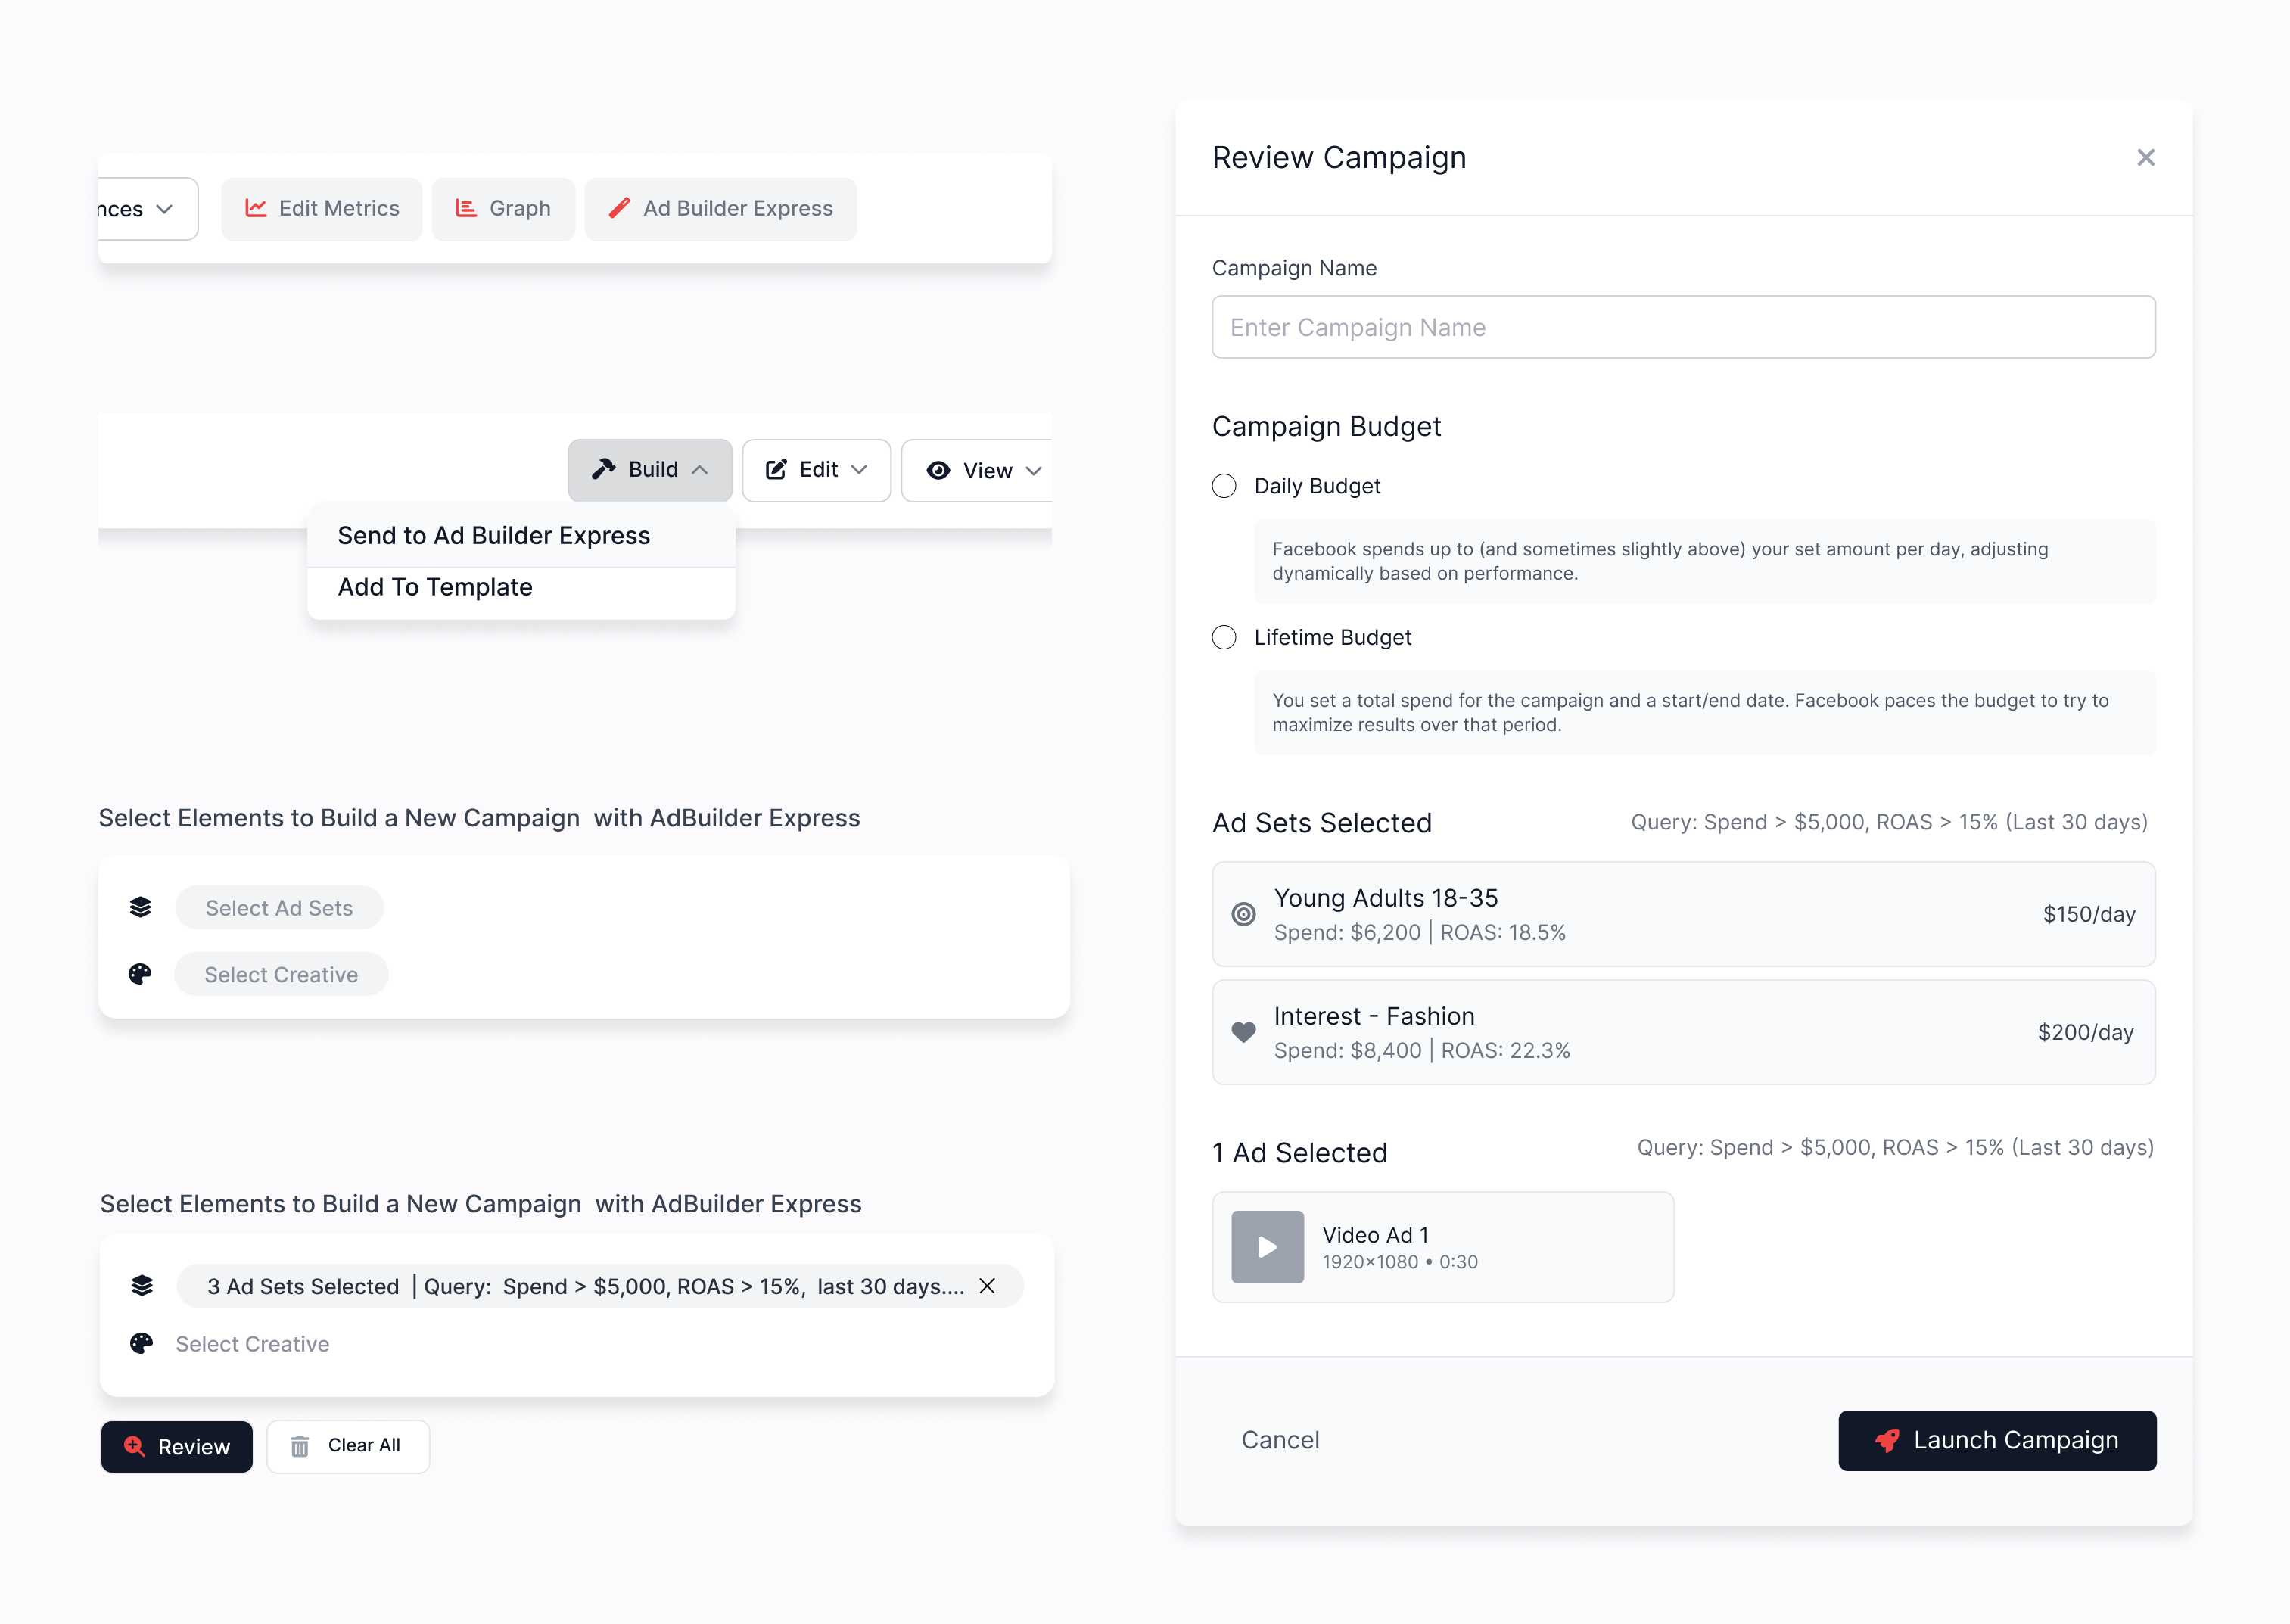 nces
Edit Metrics
Graph
Ad Builder Express
Build
Edit
View
Send to Ad Builder Express
Add To Template
Select Elements to Build a New Campaign  with AdBuilder Express
Select Ad Sets
Select Creative
Select Elements to Build a New Campaign  with AdBuilder Express
3 Ad Sets Selected | Query:  Spend > $5,000, ROAS > 15%,  last 30 days....
Select Creative
Review
Clear All
Review Campaign
Campaign Name
Enter Campaign Name
Campaign Budget
Daily Budget
Facebook spends up to (and sometimes slightly above) your set amount per day, adjusting
dynamically based on performance.
Lifetime Budget
You set a total spend for the campaign and a start/end date. Facebook paces the budget to try to
maximize results over that period.
Ad Sets Selected
Query: Spend > $5,000, ROAS > 15% (Last 30 days)
Young Adults 18-35
Spend: $6,200 | ROAS: 18.5%
$150/day
Interest - Fashion
Spend: $8,400 | ROAS: 22.3%
$200/day
1 Ad Selected
Query: Spend > $5,000, ROAS > 15% (Last 30 days)
Video Ad 1
1920×1080 • 0:30
Cancel
Launch Campaign